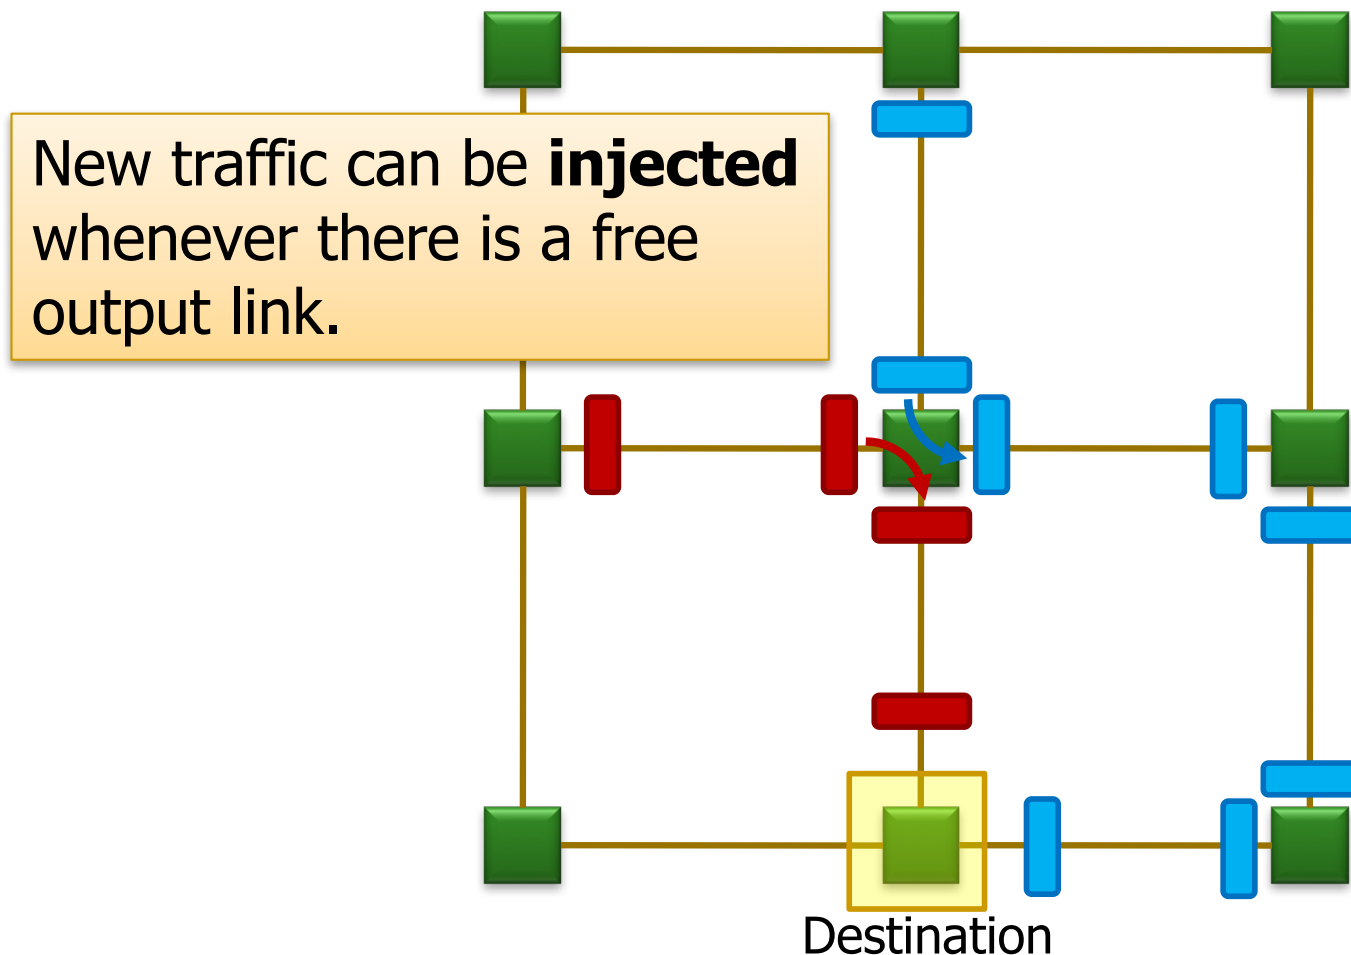 New traffic can be injected
whenever there is a free
output link.
Destination